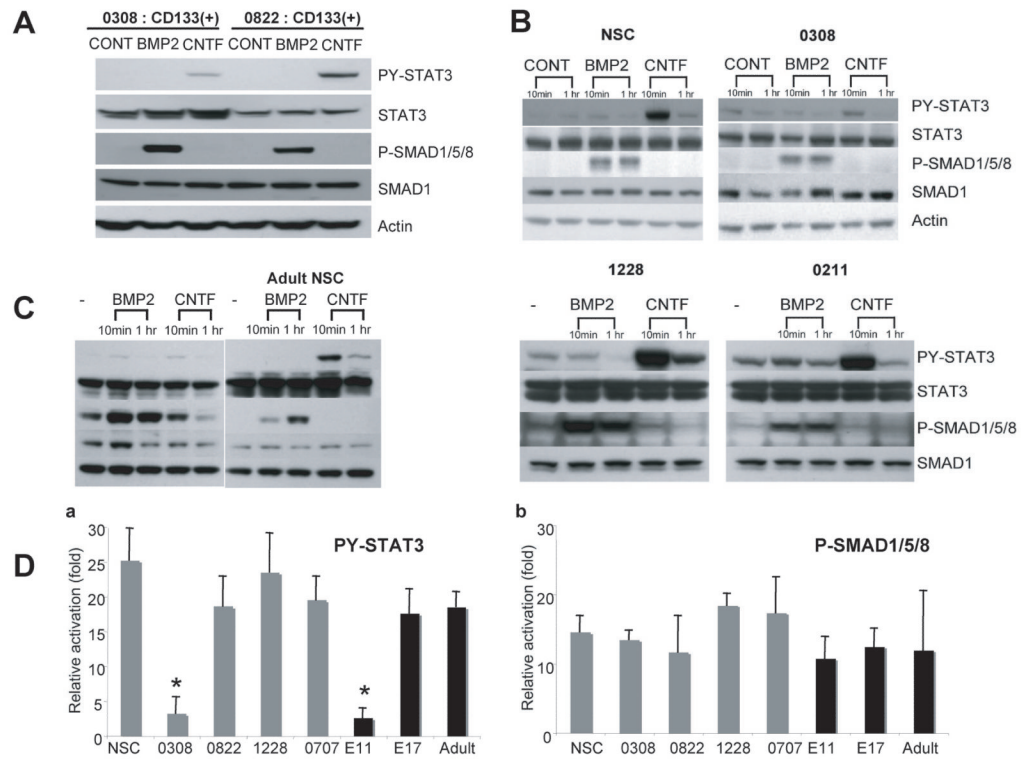 A
0308 : CD133(+) 0822 : CD133(+)
CONT BMP2 CNTF CONT BMP2 CNTF
PY-STAT3
STAT3
P-SMAD1/5/8
SMAD1
Actin
B
NSC 0308
CONT BMP2 CNTF CONT BMP2 CNTF
10min 1 hr 10min 1 hr 10min 1 hr 10min 1 hr 10min 1 hr 10min 1 hr
PY-STAT3
STAT3
P-SMAD1/5/8
SMAD1
Actin
1228 0211
- BMP2 CNTF - BMP2 CNTF
10min 1 hr 10min 1 hr 10min 1 hr 10min 1 hr
PY-STAT3
STAT3
P-SMAD1/5/8
SMAD1
C
Adult NSC
- BMP2 CNTF - BMP2 CNTF
10min 1 hr 10min 1 hr 10min 1 hr 10min 1 hr
D
a
PY-STAT3
Relative activation (fold)
30
25
20
15
10
5
0
* *
NSC 0308 0822 1228 0707 E11 E17 Adult
b
P-SMAD1/5/8
Relative activation (fold)
30
20
10
0
NSC 0308 0822 1228 0707 E11 E17 Adult